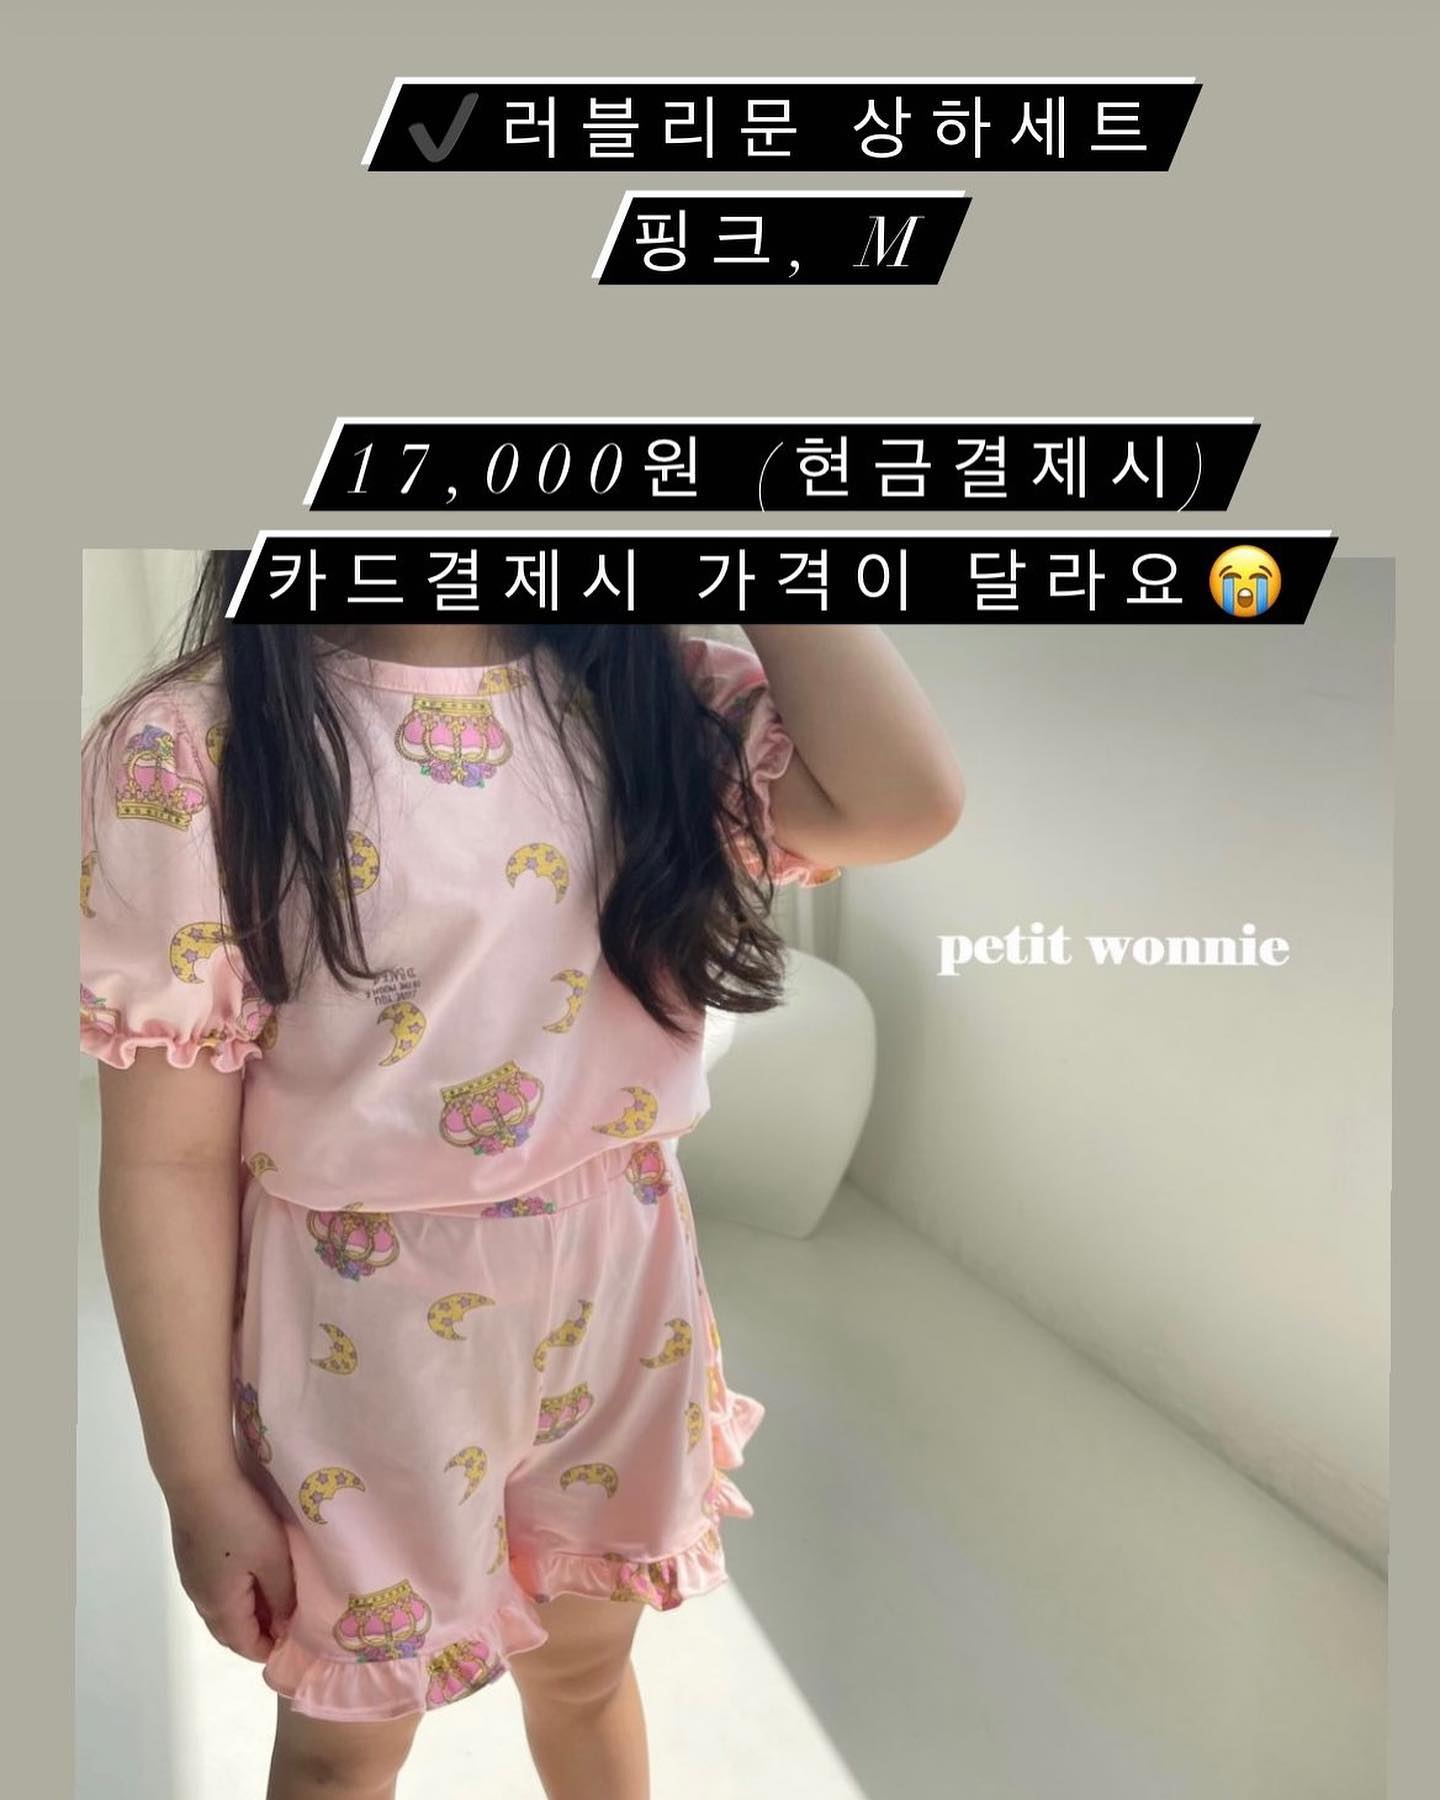 ✔러블리문 상하세트
핑크, M
17,000원 (현금결제시)
카드결제시 가격이 달라요😭
petit wonnie